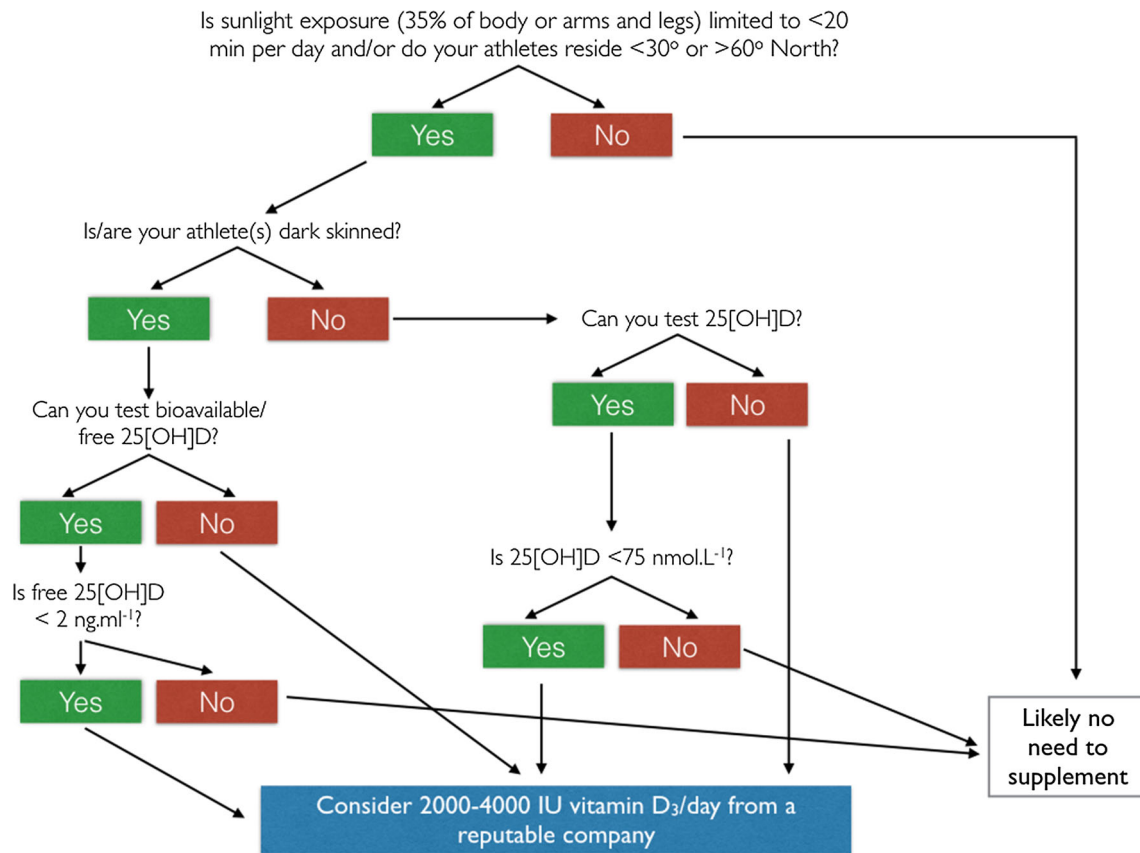 Is sunlight exposure (35% of body or arms and legs) limited to <20
min per day and/or do your athletes reside <30º or >60º North?
Yes
No
Is/are your athlete(s) dark skinned?
Yes
No
Can you test 25[OH]D?
Yes
No
Can you test bioavailable/
free 25[OH]D?
Yes
No
Is 25[OH]D <75 nmol.L⁻¹?
Is free 25[OH]D
< 2 ng.ml⁻¹?
Yes
No
Yes
No
Likely no
need to
supplement
Consider 2000-4000 IU vitamin D₃/day from a
reputable company